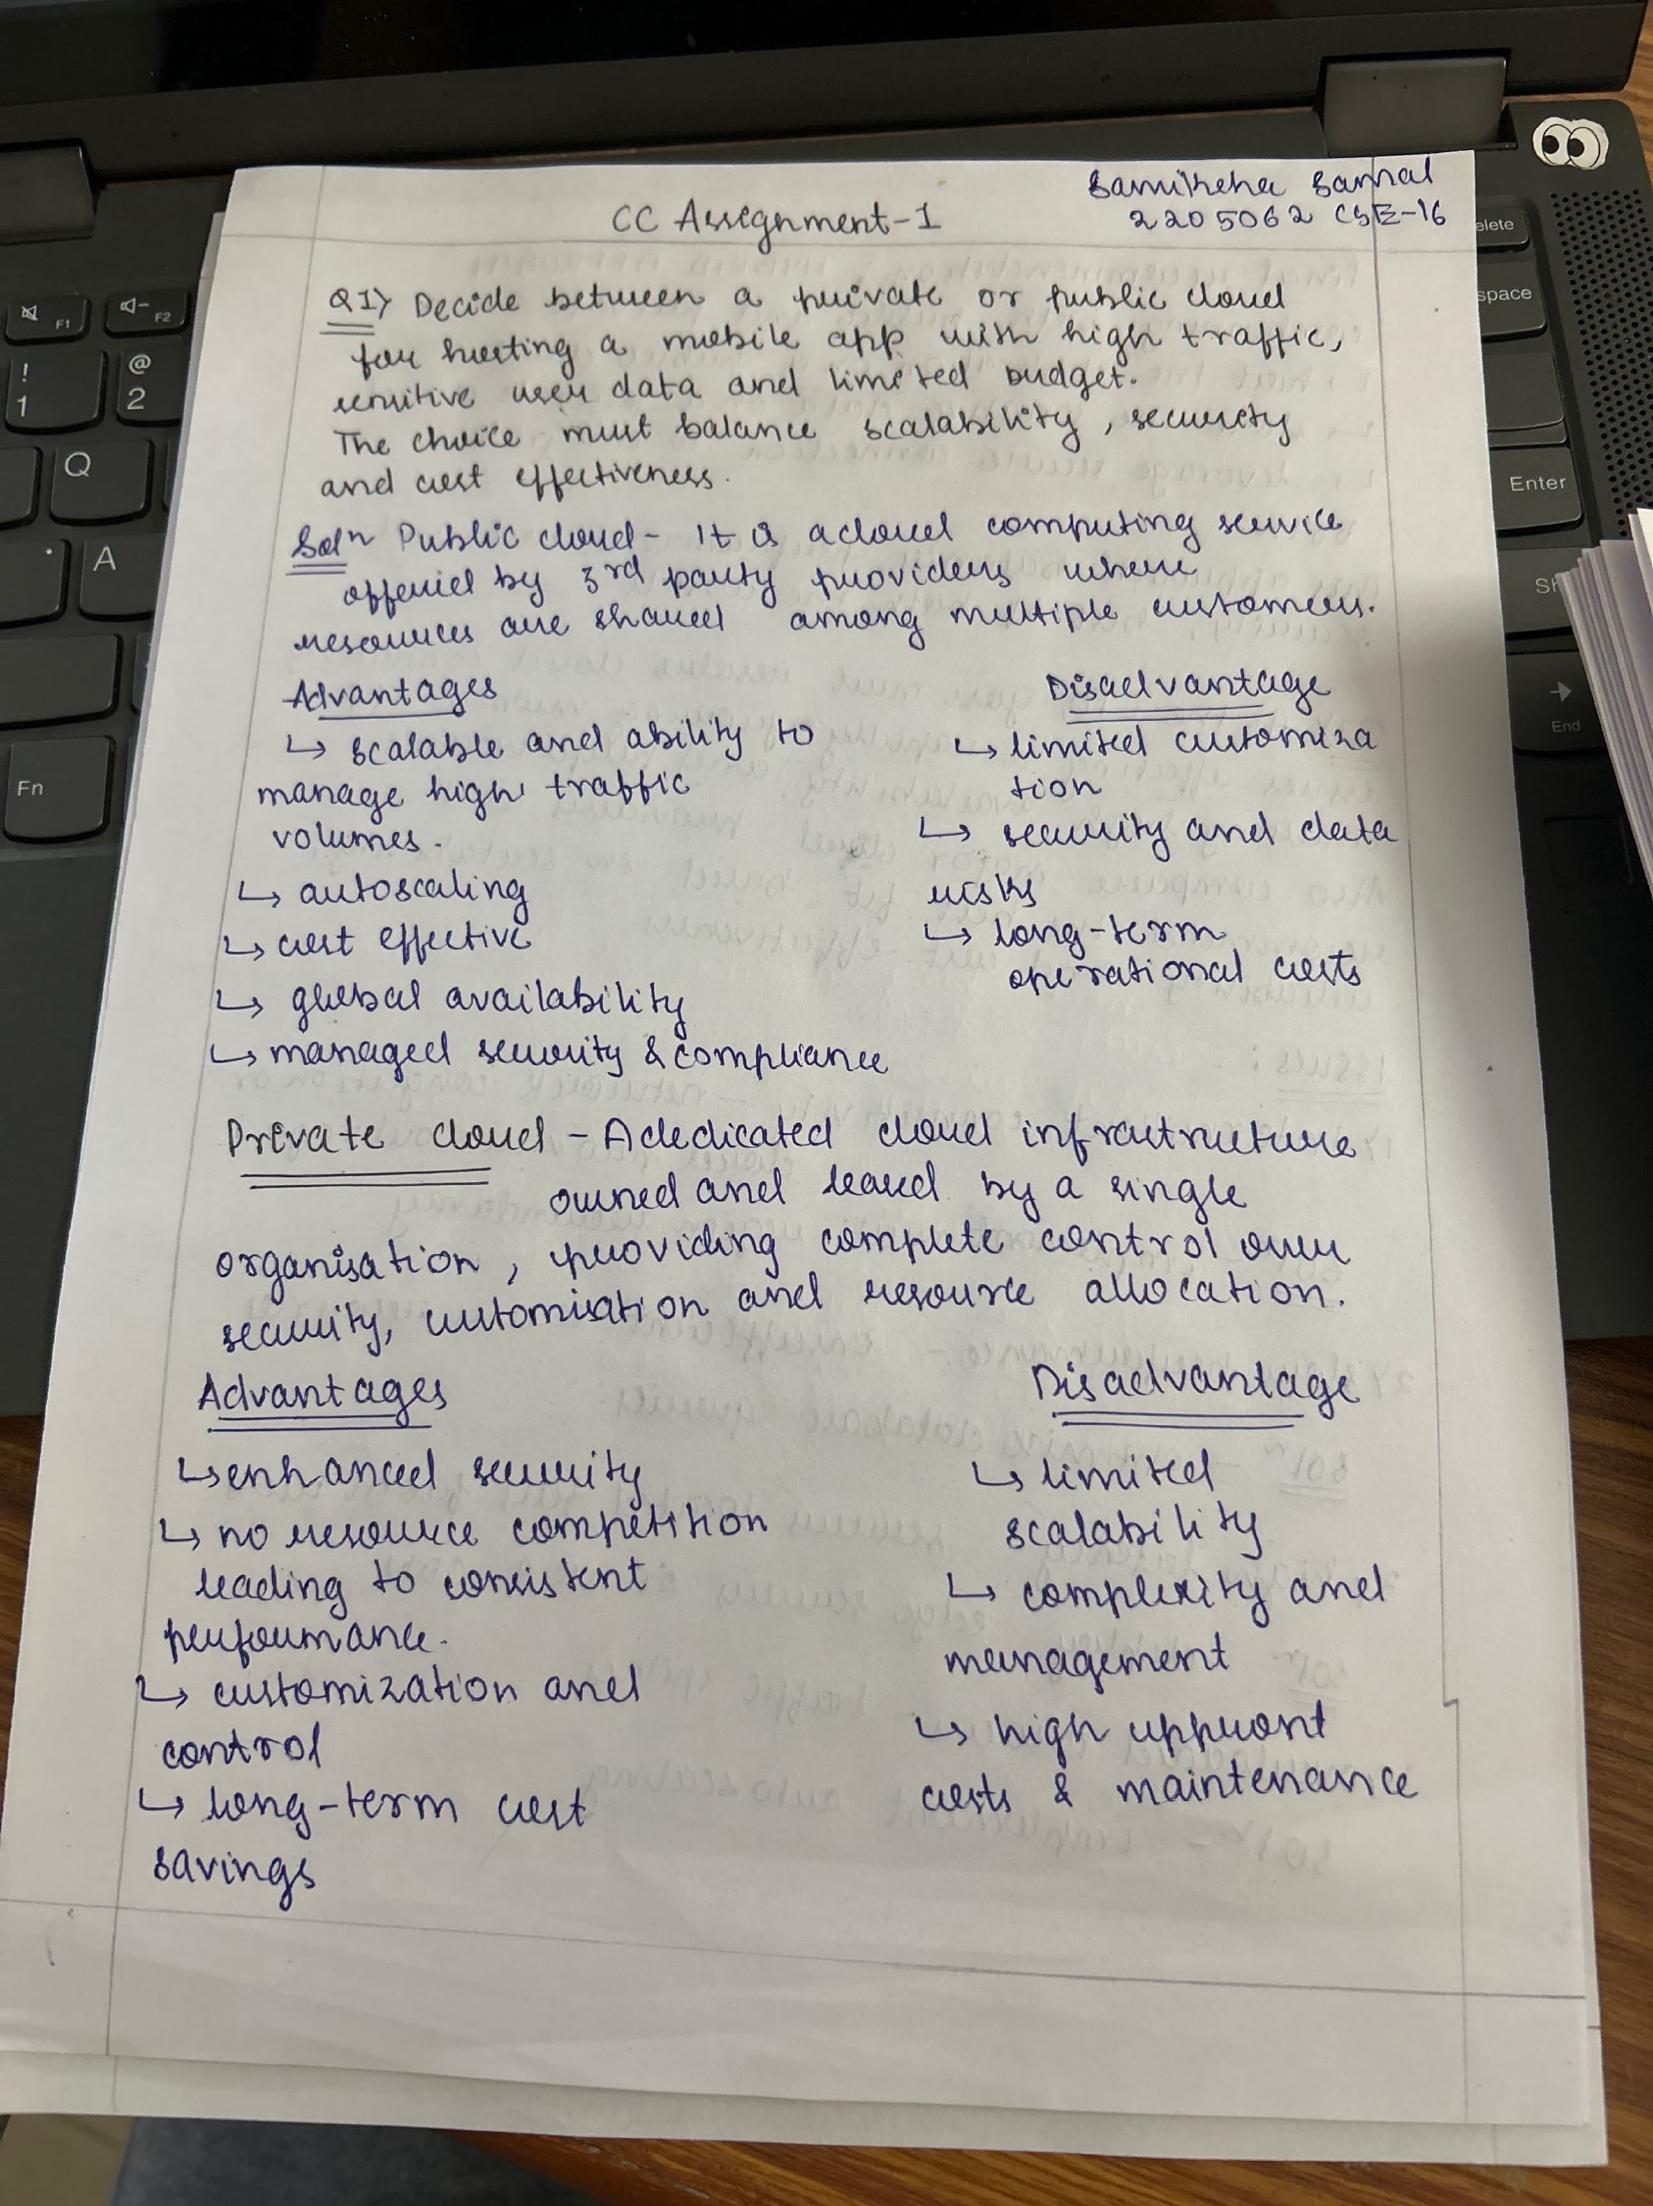 CC Assignment-1
Samiksha Samal
2205062 CSE-16
Q1) Decide between a private or public cloud
for hosting a mobile app with high traffic,
sensitive user data and limited budget.
The choice must balance scalability, security
and cost effectiveness.
Solⁿ Public cloud - It is a cloud computing service
offered by 3rd party providers where
resources are shared among multiple customers.
Advantages
↳ scalable and ability to
manage high traffic
volumes.
↳ autoscaling
↳ cost effective
↳ global availability
↳ managed security & compliance
Disadvantage
↳ limited customiza
tion
↳ security and data
risks
↳ long-term
operational costs
Private cloud - A dedicated cloud infrastructure
owned and by a single
organisation, providing complete control over
security, customisation and resource allocation.
Advantages
↳ enhanced security
↳ no resource competition
leading to consistent
performance.
↳ customization and
control
↳ long-term cost
savings
Disadvantage
↳ limited
scalability
↳ complexity and
management
↳ high uppront
costs & maintenance
! 1
@ 2
F1
F2
Q
A
Fn
elete
space
Enter
Sh
End